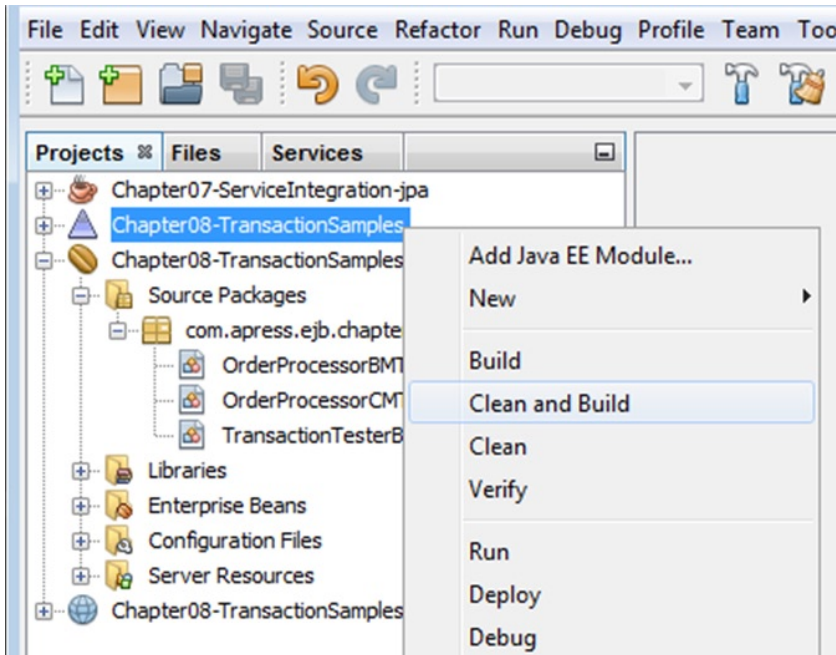 File Edit View Navigate Source Refactor Run Debug Profile Team Too
Projects Files Services
Chapter07-ServiceIntegration-jpa
Chapter08-TransactionSamples
Chapter08-TransactionSamples
Source Packages
com.apress.ejb.chapte
OrderProcessorBMT
OrderProcessorCMT
TransactionTesterB
Libraries
Enterprise Beans
Configuration Files
Server Resources
Chapter08-TransactionSamples
Add Java EE Module...
New
Build
Clean and Build
Clean
Verify
Run
Deploy
Debug